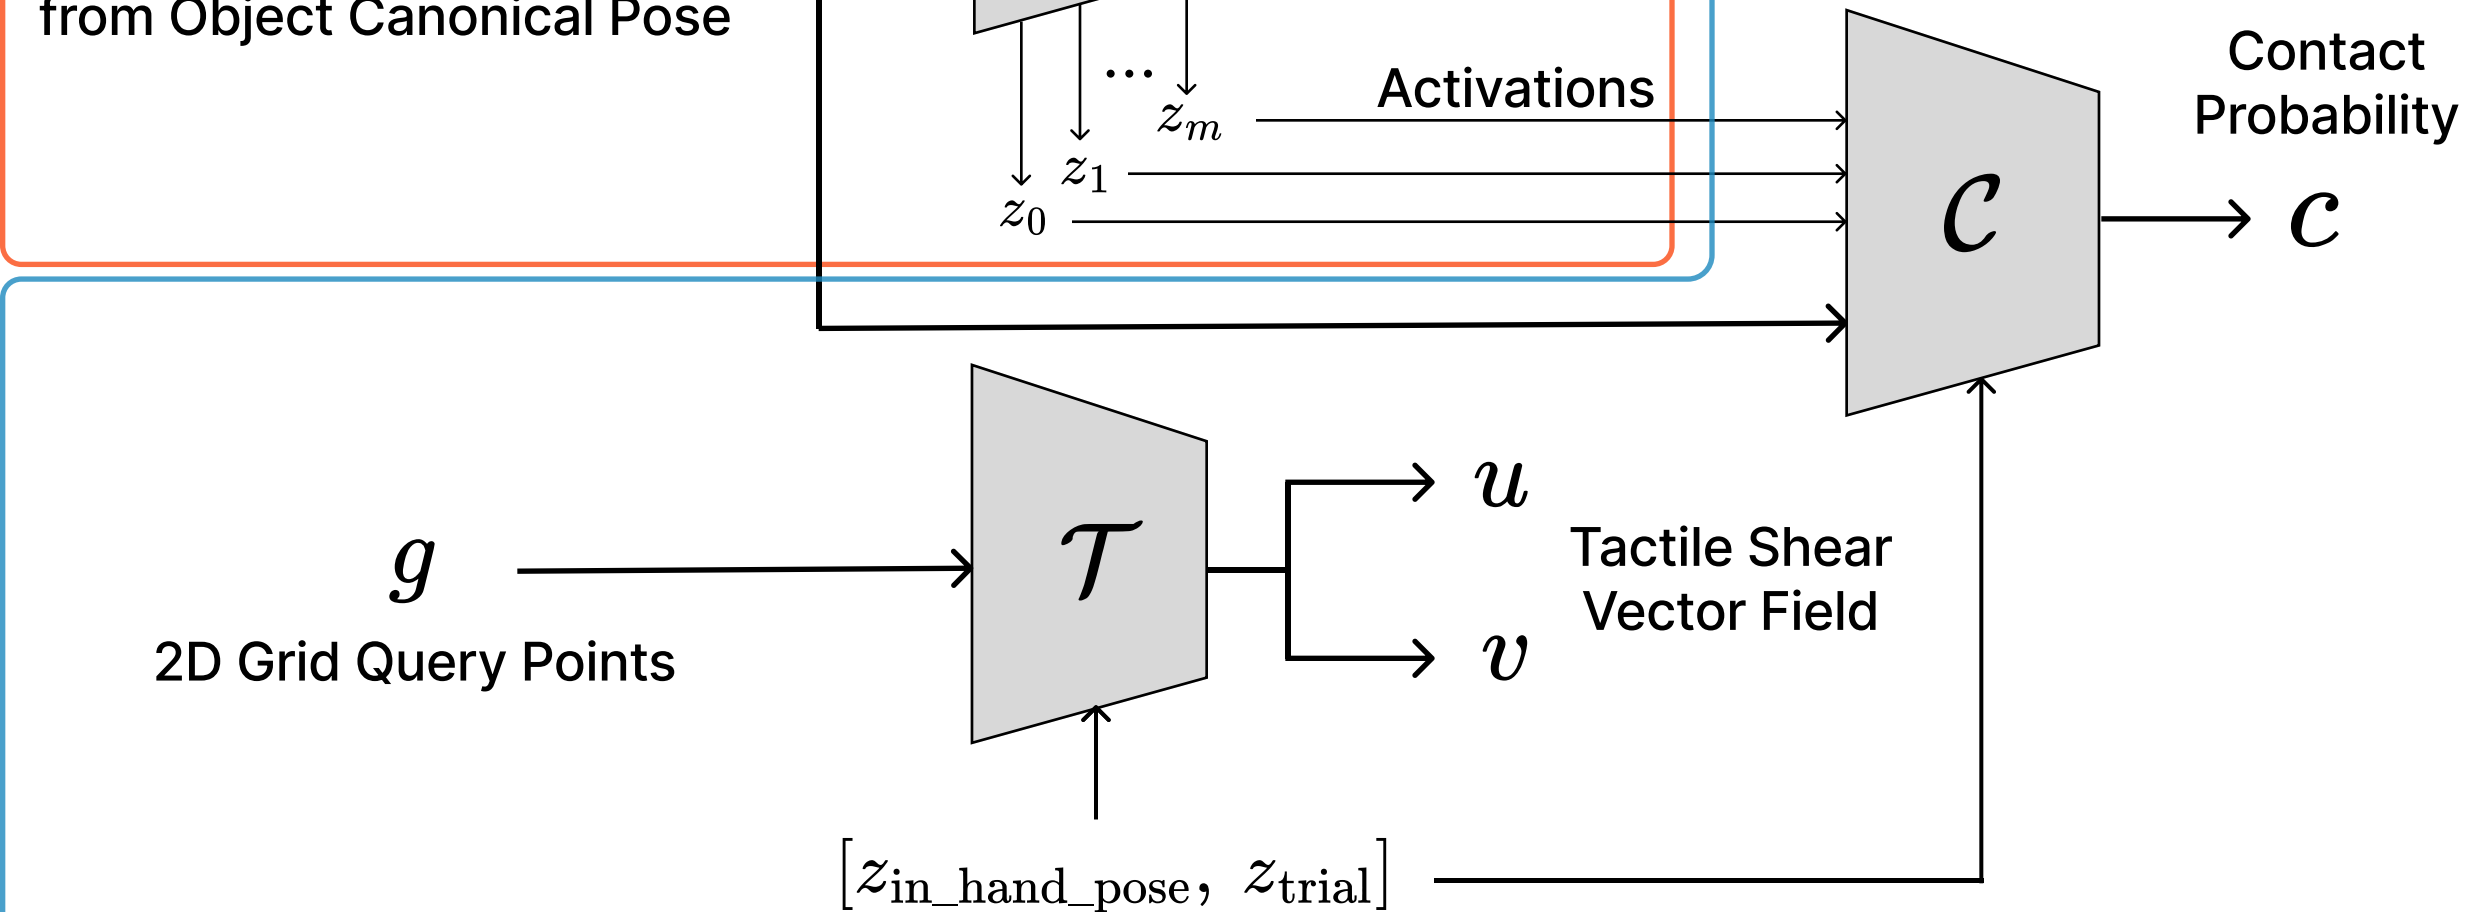 from Object Canonical Pose
...
Activations
z_m
z_1
z_0
Contact
Probability
𝒞
c
g
2D Grid Query Points
𝒯
u
v
Tactile Shear
Vector Field
[z_in_hand_pose, z_trial]